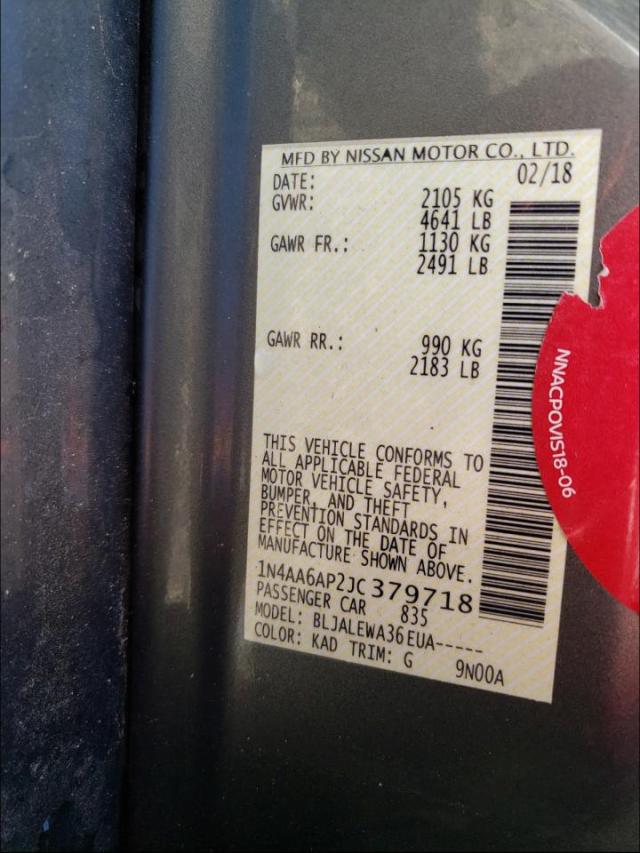 MFD BY NISSAN MOTOR CO., LTD.
DATE: 02/18
GVWR: 2105 KG
4641 LB
GAWR FR.: 1130 KG
2491 LB
GAWR RR.: 990 KG
2183 LB
THIS VEHICLE CONFORMS TO
ALL APPLICABLE FEDERAL
MOTOR VEHICLE SAFETY,
BUMPER, AND THEFT
PREVENTION STANDARDS IN
EFFECT ON THE DATE OF
MANUFACTURE SHOWN ABOVE.
1N4AA6AP2JC379718
PASSENGER CAR 835
MODEL: BLJALEWA36EUA-----
COLOR: KAD TRIM: G 9N00A
NNACPOVIS18-06